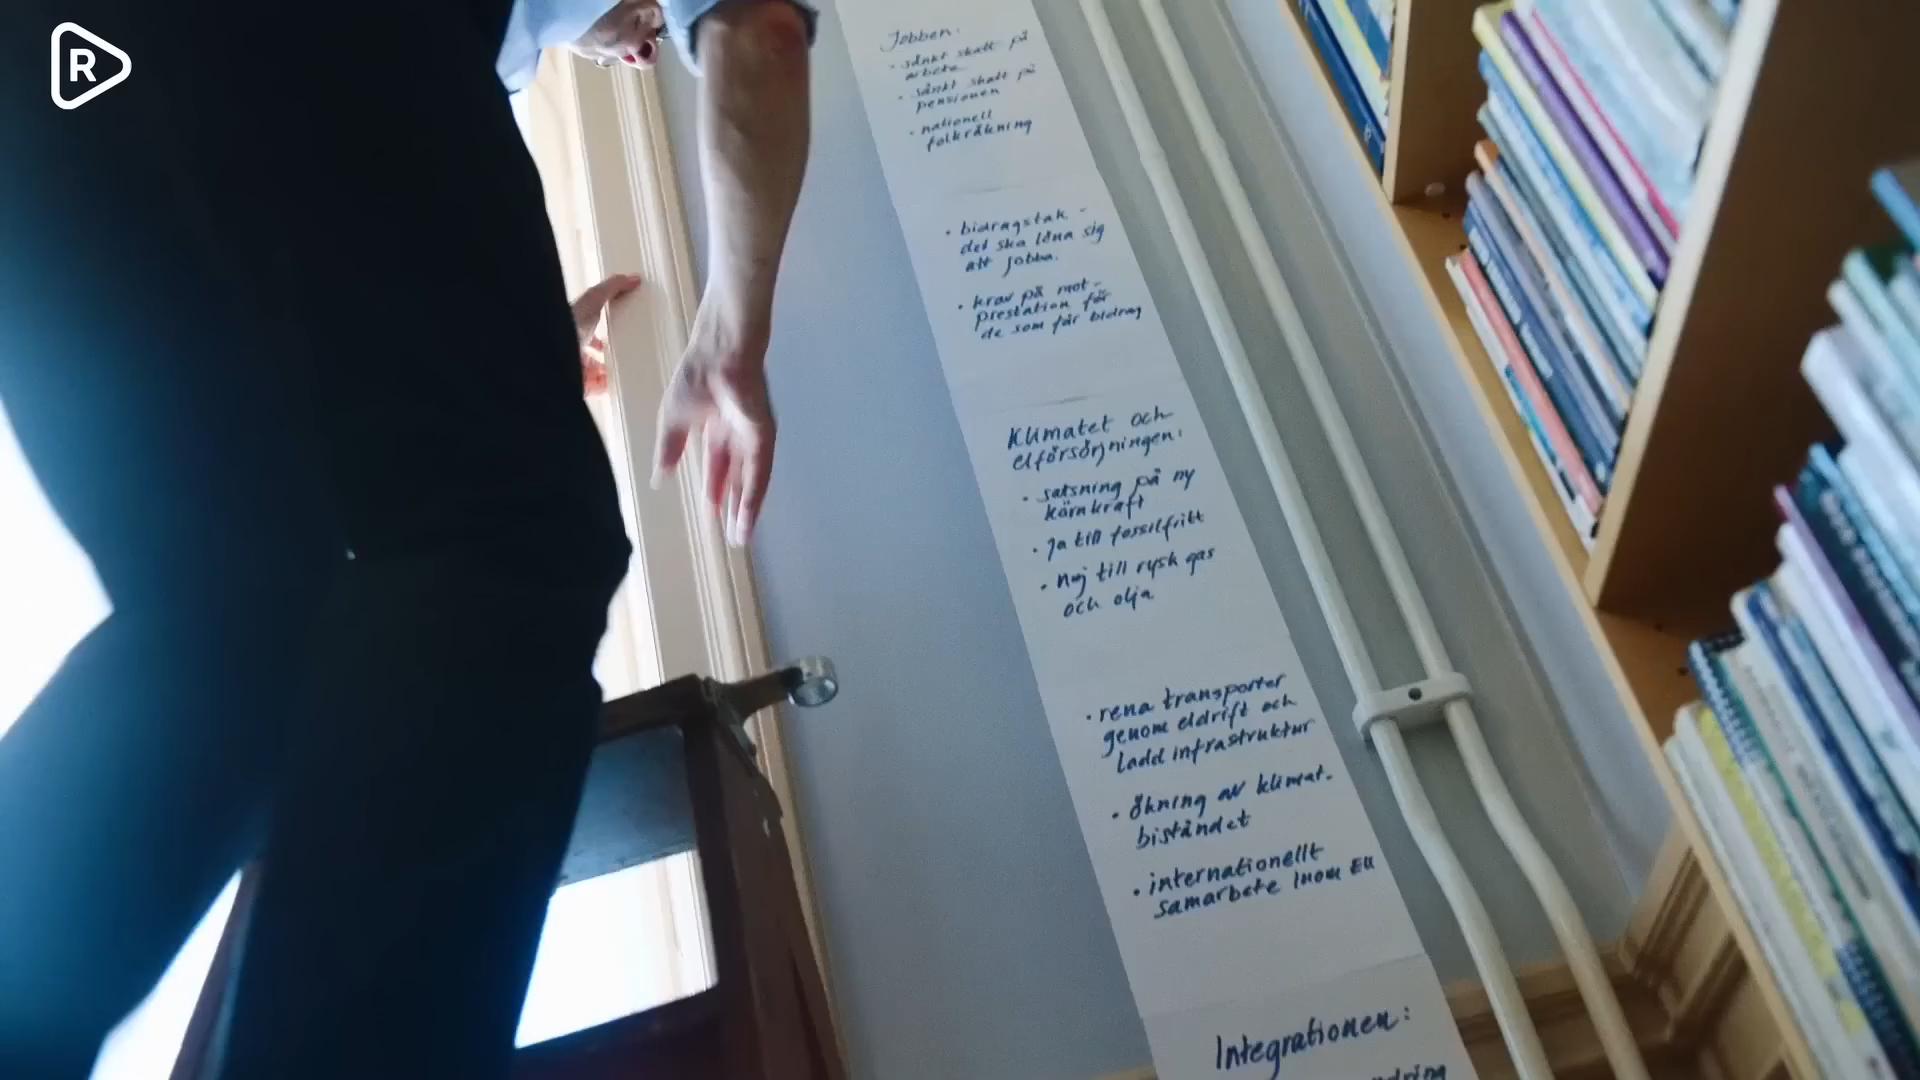 R
Jobben:
• sänkt skatt på
arbete
• sänkt skatt på
pensionen
• nationell
folkräkning
• bidragstak -
det ska löna sig
att jobba.
• krav på mot-
prestation för
de som får bidrag
Klimatet och
elförsörjningen:
• satsning på ny
kärnkraft
• Ja till fossilfritt
• Nej till rysk gas
och olja
• rena transporter
genom eldrift och
ladd infrastruktur
• ökning av klimat-
biståndet
• internationellt
samarbete inom EU
Integrationen: